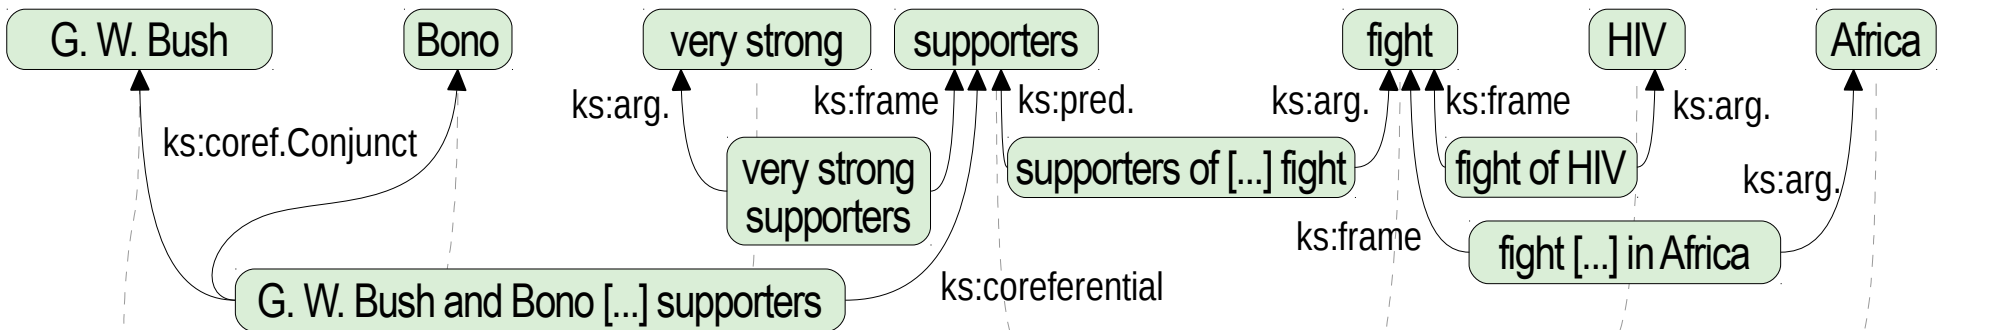 G. W. Bush
Bono
very strong
supporters
fight
HIV
Africa
ks:coref.Conjunct
ks:arg.
ks:frame
ks:pred.
ks:arg.
ks:frame
ks:arg.
very strong
supporters
supporters of [...] fight
fight of HIV
ks:arg.
ks:frame
fight [...] in Africa
G. W. Bush and Bono [...] supporters
ks:coreferential